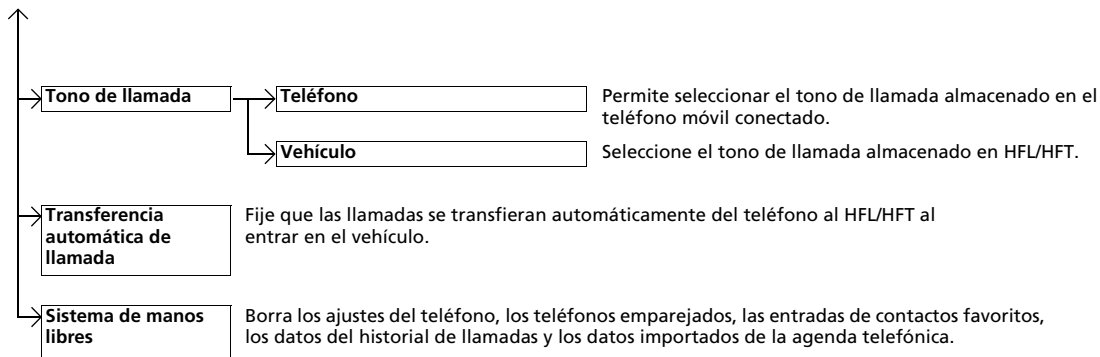 Tono de llamada
Teléfono
Permite seleccionar el tono de llamada almacenado en el
teléfono móvil conectado.
Vehículo
Seleccione el tono de llamada almacenado en HFL/HFT.
Transferencia
automática de
llamada
Fije que las llamadas se transfieran automáticamente del teléfono al HFL/HFT al
entrar en el vehículo.
Sistema de manos
libres
Borra los ajustes del teléfono, los teléfonos emparejados, las entradas de contactos favoritos,
los datos del historial de llamadas y los datos importados de la agenda telefónica.